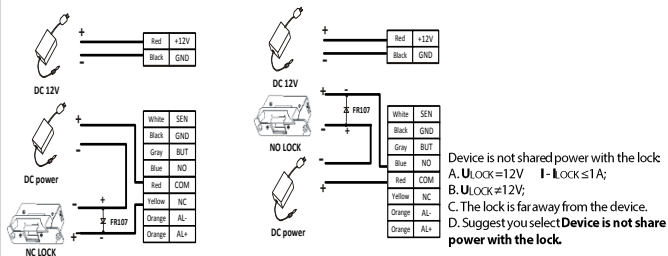 +
-
Red +12V
Black GND
DC 12V
+
-
DC power
White SEN
Black GND
Gray BUT
Blue NO
Red COM
Yellow NC
Orange AL-
Orange AL+
+
FR107
-
NC LOCK
+
-
Red +12V
Black GND
DC 12V
+
-
FR107
+
-
NO LOCK
-
+
DC power
White SEN
Black GND
Gray BUT
Blue NO
Red COM
Yellow NC
Orange AL-
Orange AL+
Device is not shared power with the lock:
A. ULOCK=12V I - ILOCK ≤1A;
B. ULOCK≠12V;
C. The lock is far away from the device.
D. Suggest you select Device is not share
power with the lock.